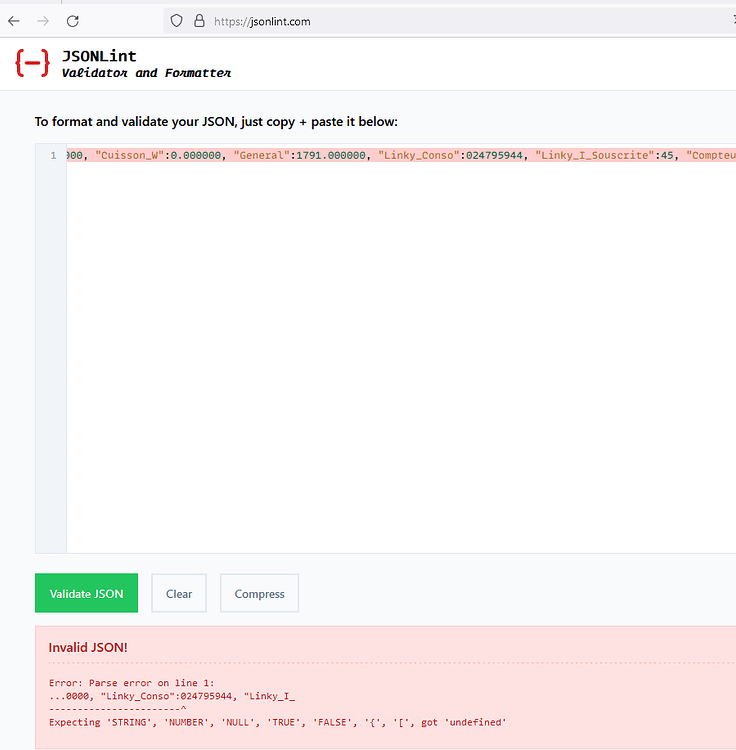 https://jsonlint.com
JSONLint
Validator and Formatter
To format and validate your JSON, just copy + paste it below:
1 000, "Cuisson_W":0.000000, "General":1791.000000, "Linky_Conso":024795944, "Linky_I_Souscrite":45, "Compteu
Validate JSON Clear Compress
Invalid JSON!
Error: Parse error on line 1:
...0000, "Linky_Conso":024795944, "Linky_I_
-----------------------^
Expecting 'STRING', 'NUMBER', 'NULL', 'TRUE', 'FALSE', '{', '[', got 'undefined'